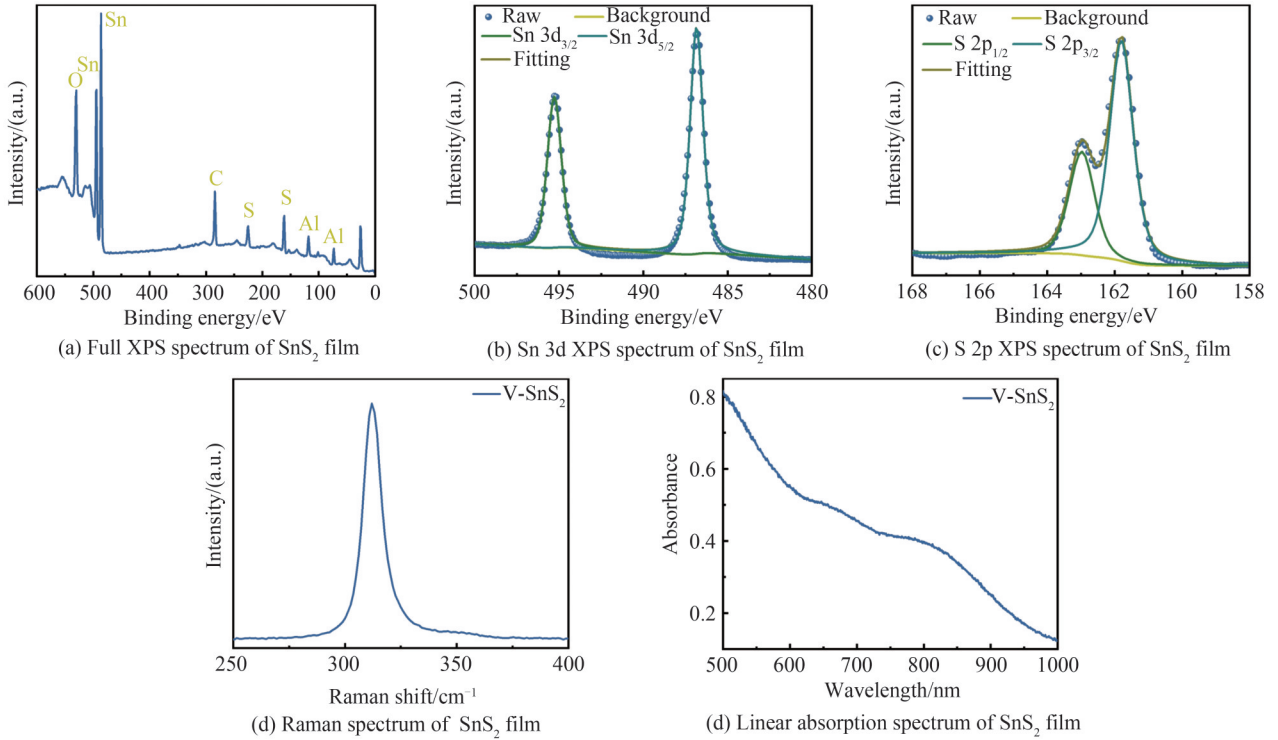 Intensity/(a.u.)
Sn
Sn
O
C
S
S
Al
Al
600 500 400 300 200 100 0
Binding energy/eV
(a) Full XPS spectrum of SnS₂ film
Intensity/(a.u.)
Raw Background
Sn 3d₃/₂ Sn 3d₅/₂
Fitting
500 495 490 485 480
Binding energy/eV
(b) Sn 3d XPS spectrum of SnS₂ film
Intensity/(a.u.)
Raw Background
S 2p₁/₂ S 2p₃/₂
Fitting
168 166 164 162 160 158
Binding energy/eV
(c) S 2p XPS spectrum of SnS₂ film
Intensity/(a.u.)
V-SnS₂
250 300 350 400
Raman shift/cm⁻¹
(d) Raman spectrum of SnS₂ film
Absorbance
V-SnS₂
0.8
0.6
0.4
0.2
500 600 700 800 900 1000
Wavelength/nm
(d) Linear absorption spectrum of SnS₂ film